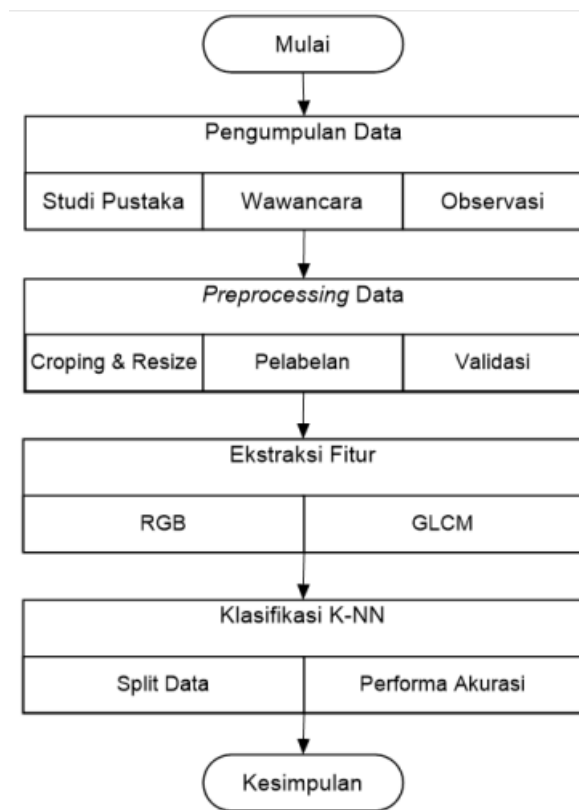 Mulai
Pengumpulan Data
Studi Pustaka
Wawancara
Observasi
Preprocessing Data
Croping & Resize
Pelabelan
Validasi
Ekstraksi Fitur
RGB
GLCM
Klasifikasi K-NN
Split Data
Performa Akurasi
Kesimpulan